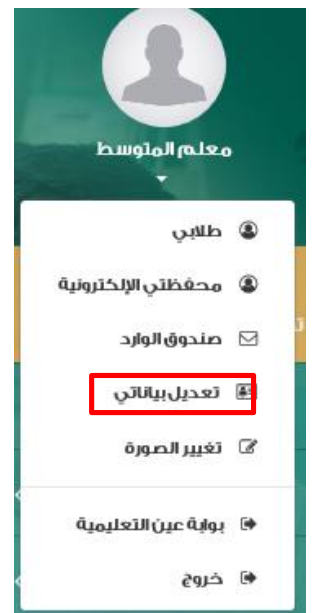 معلم المتوسط
طلابي
محفظتي الإلكترونية
صندوق الوارد
تعديل بياناتي
تغيير الصورة
بوابة عين التعليمية
خروج